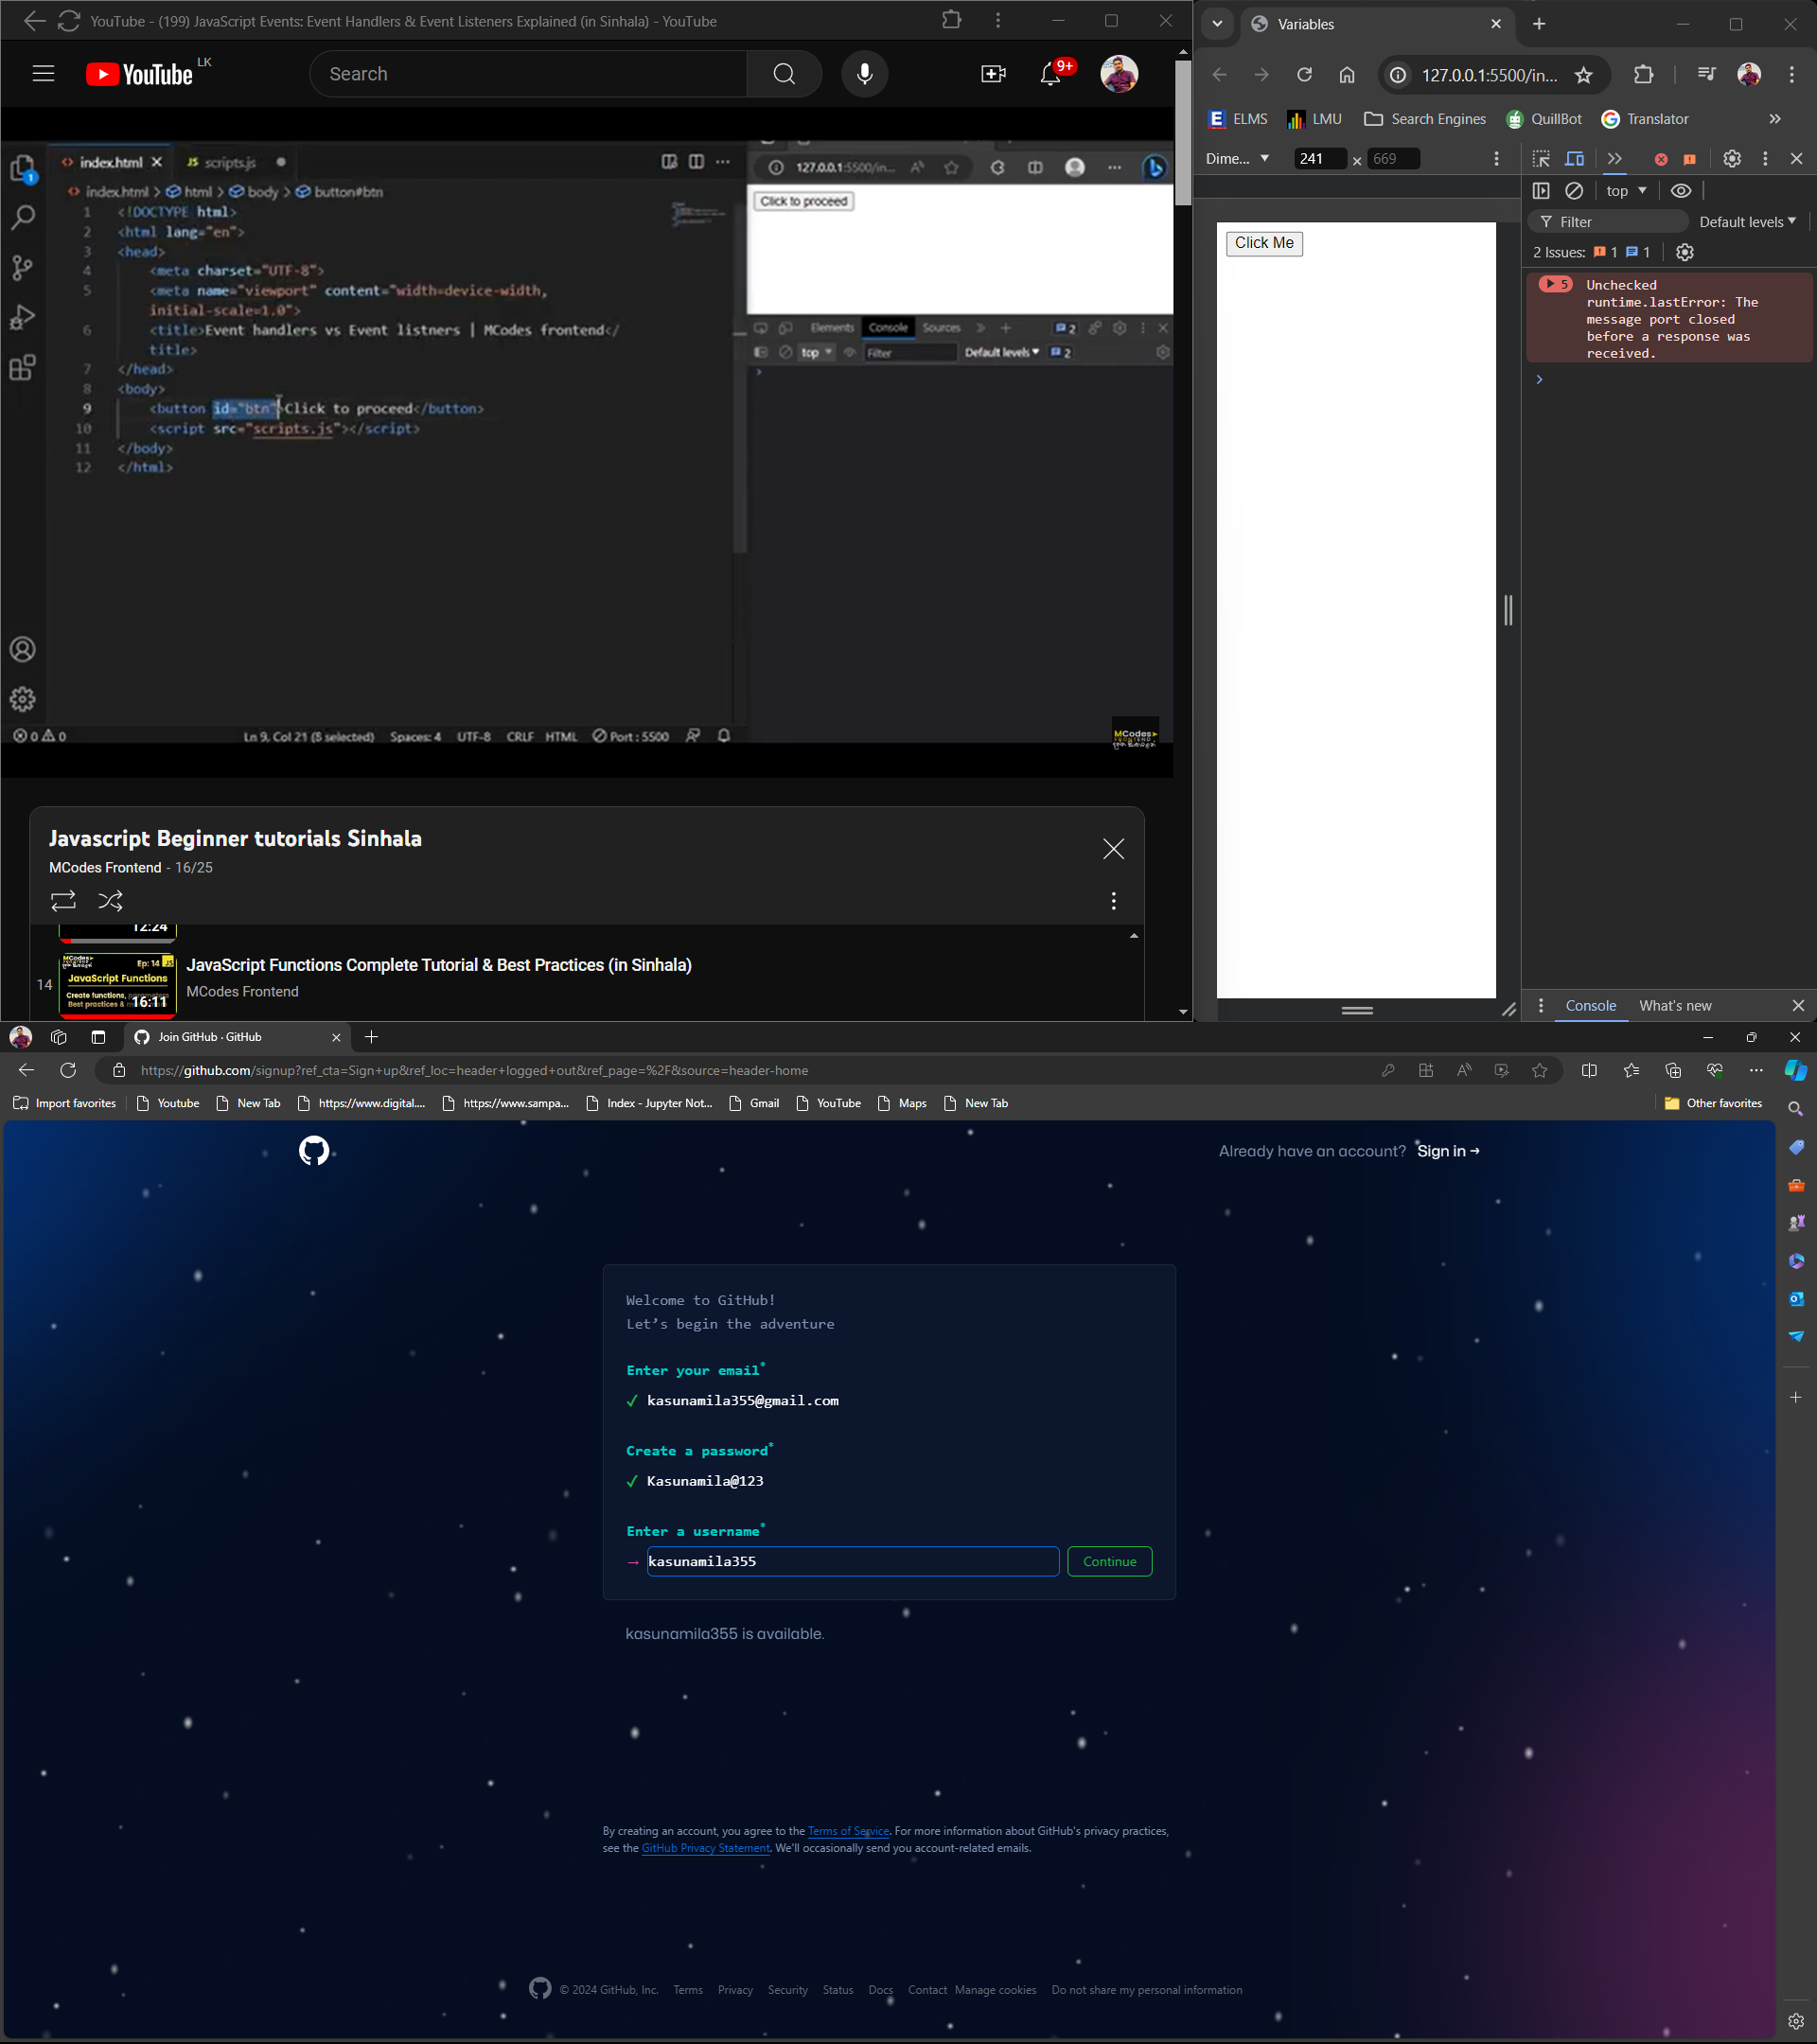 YouTube - (199) JavaScript Events: Event Handlers & Event Listeners Explained (in Sinhala) - YouTube
YouTube LK
Search
9+
index.html
JS scripts.js
index.html > html > body > button#btn
1 <!DOCTYPE html>
2 <html lang="en">
3 <head>
4 <meta charset="UTF-8">
5 <meta name="viewport" content="width=device-width,
initial-scale=1.0">
6 <title>Event handlers vs Event listners | MCodes frontend</
title>
7 </head>
8 <body>
9 <button id="btn">Click to proceed</button>
10 <script src="scripts.js"></script>
11 </body>
12 </html>
1
0 0
Ln 9, Col 21 (8 selected) Spaces: 4 UTF-8 CRLF HTML Port : 5500
127.0.0.1:5500/in...
Click to proceed
Elements Console Sources 2
top Filter Default levels 2
MCodes
FRONTEND
Javascript Beginner tutorials Sinhala
MCodes Frontend - 16/25
12:24
14
MCodes
Ep: 14 JS
JavaScript Functions
Create functions, parameters
Best practices &
16:11
JavaScript Functions Complete Tutorial & Best Practices (in Sinhala)
MCodes Frontend
Variables
127.0.0.1:5500/in...
ELMS LMU Search Engines QuillBot Translator
Dime... 241 × 669
Click Me
top
Filter Default levels
2 Issues: 1 1
5 Unchecked
runtime.lastError: The
message port closed
before a response was
received.
Console What's new
Join GitHub · GitHub
https://github.com/signup?ref_cta=Sign+up&ref_loc=header+logged+out&ref_page=%2F&source=header-home
Import favorites Youtube New Tab https://www.digital.... https://www.sampa... Index - Jupyter Not... Gmail YouTube Maps New Tab Other favorites
Already have an account? Sign in →
Welcome to GitHub!
Let's begin the adventure
Enter your email*
✓ kasunamila355@gmail.com
Create a password*
✓ Kasunamila@123
Enter a username*
→ kasunamila355 Continue
kasunamila355 is available.
By creating an account, you agree to the Terms of Service. For more information about GitHub's privacy practices,
see the GitHub Privacy Statement. We'll occasionally send you account-related emails.
© 2024 GitHub, Inc. Terms Privacy Security Status Docs Contact Manage cookies Do not share my personal information